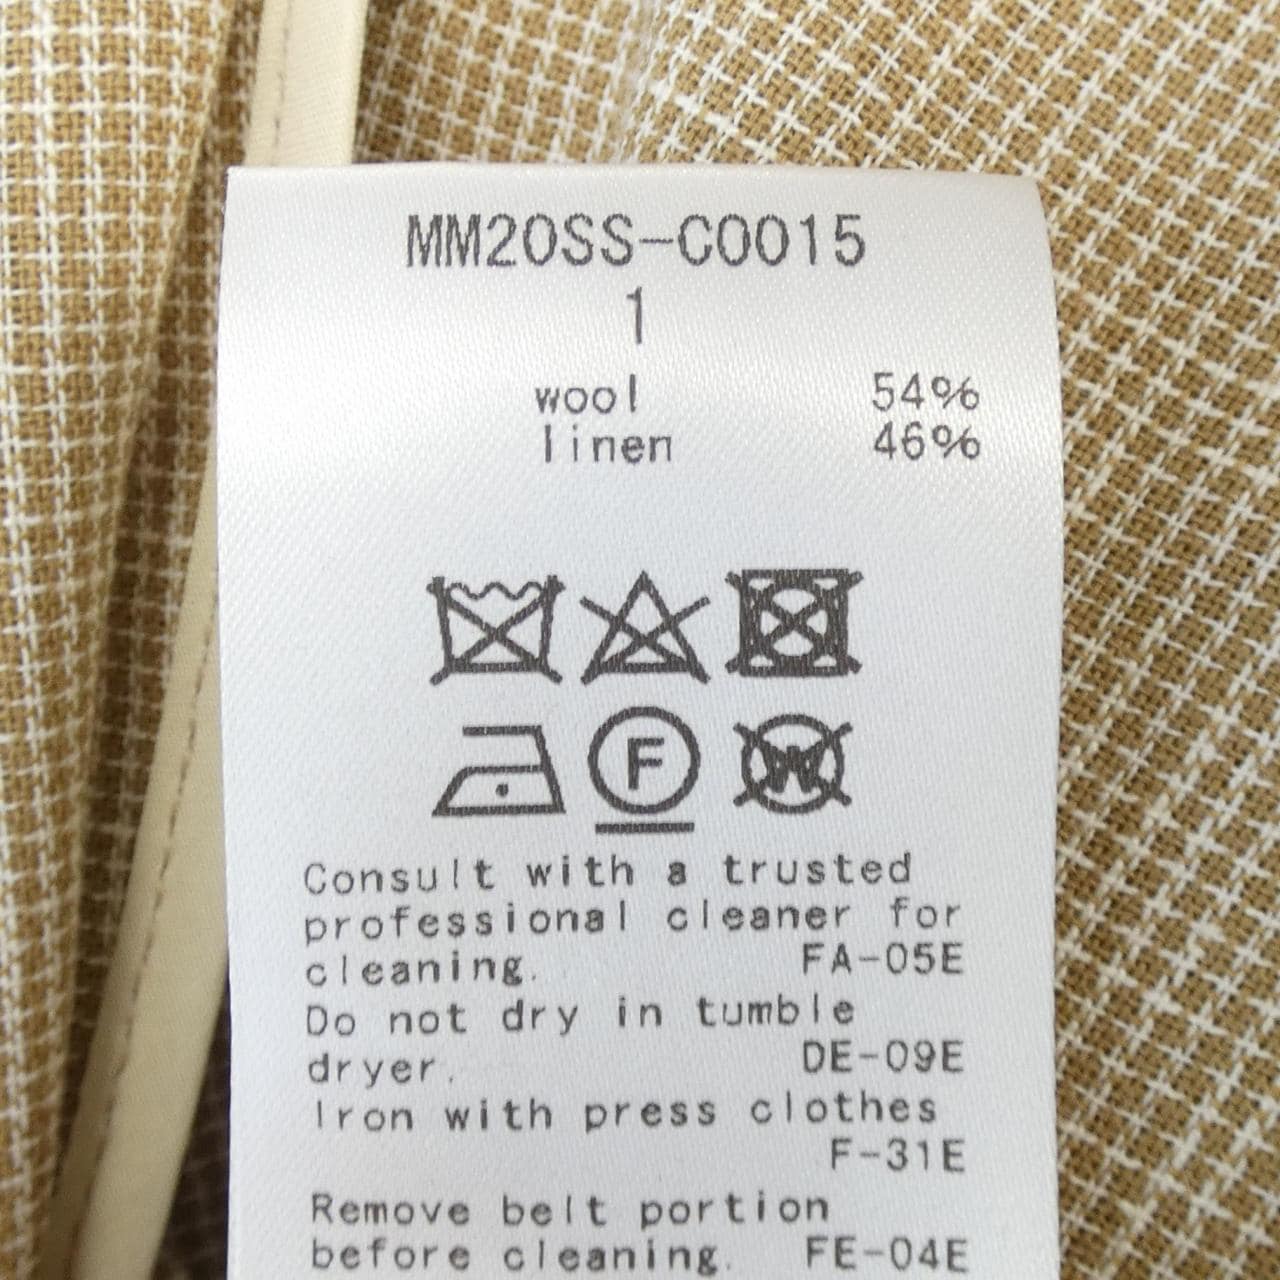 MM20SS-C0015
1
wool 54%
linen 46%
F W
Consult with a trusted
professional cleaner for
cleaning. FA-05E
Do not dry in tumble
dryer. DE-09E
Iron with press clothes
F-31E
Remove belt portion
before cleaning. FE-04E